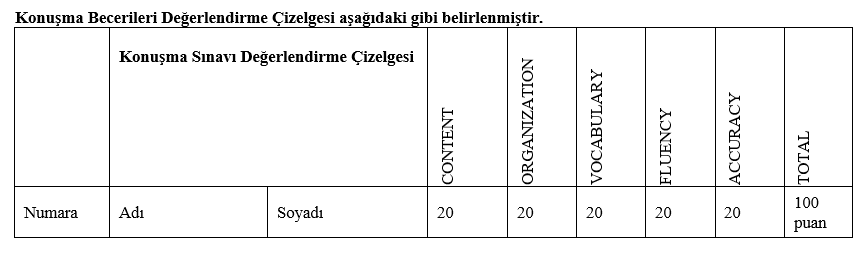 Konuşma Becerileri Değerlendirme Çizelgesi aşağıdaki gibi belirlenmiştir.
Konuşma Sınavı Değerlendirme Çizelgesi
CONTENT
ORGANIZATION
VOCABULARY
FLUENCY
ACCURACY
TOTAL
Numara Adı Soyadı 20 20 20 20 20 100
puan